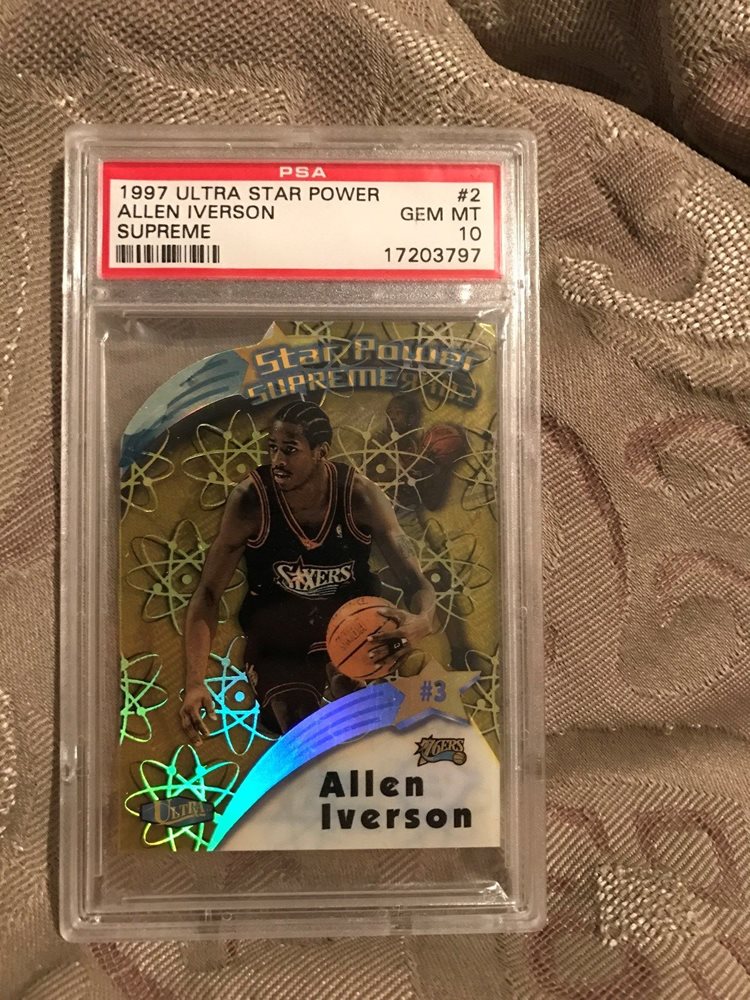 PSA
1997 ULTRA STAR POWER #2
ALLEN IVERSON GEM MT
SUPREME 10
17203797
Star Power
SUPREME
SIXERS
#3
76ERS
ULTRA
Allen
Iverson